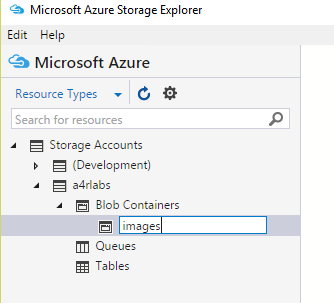 Microsoft Azure Storage Explorer
Edit Help
Microsoft Azure
Resource Types
Search for resources
Storage Accounts
(Development)
a4rlabs
Blob Containers
images
Queues
Tables